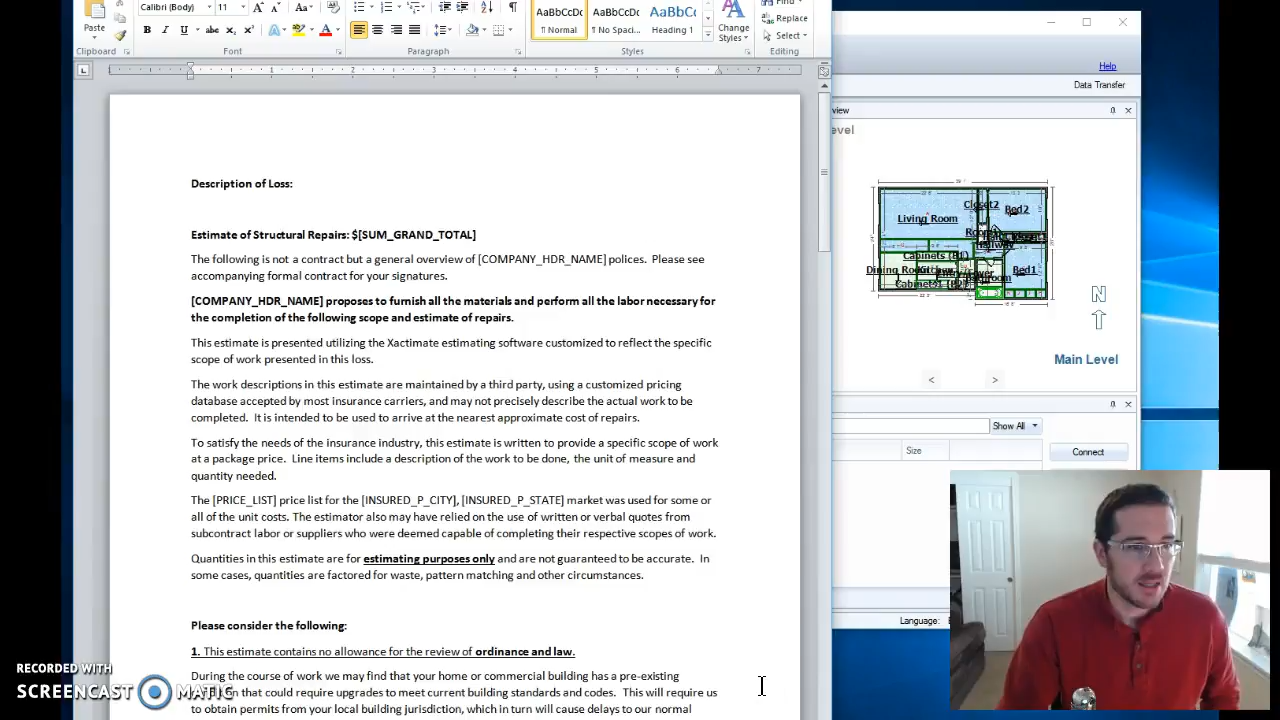 Calibri (Body)
11
Paste
Clipboard
Font
Paragraph
Styles
Editing
AaBbCcDc
AaBbCcDc
AaBbC
¶ Normal
¶ No Spaci...
Heading 1
Change
Styles
Replace
Select
1 2 3 4 5 6 7
Description of Loss:
Estimate of Structural Repairs: $[SUM_GRAND_TOTAL]
The following is not a contract but a general overview of [COMPANY_HDR_NAME] polices. Please see
accompanying formal contract for your signatures.
[COMPANY_HDR_NAME] proposes to furnish all the materials and perform all the labor necessary for
the completion of the following scope and estimate of repairs.
This estimate is presented utilizing the Xactimate estimating software customized to reflect the specific
scope of work presented in this loss.
The work descriptions in this estimate are maintained by a third party, using a customized pricing
database accepted by most insurance carriers, and may not precisely describe the actual work to be
completed. It is intended to be used to arrive at the nearest approximate cost of repairs.
To satisfy the needs of the insurance industry, this estimate is written to provide a specific scope of work
at a package price. Line items include a description of the work to be done, the unit of measure and
quantity needed.
The [PRICE_LIST] price list for the [INSURED_P_CITY], [INSURED_P_STATE] market was used for some or
all of the unit costs. The estimator also may have relied on the use of written or verbal quotes from
subcontract labor or suppliers who were deemed capable of completing their respective scopes of work.
Quantities in this estimate are for estimating purposes only and are not guaranteed to be accurate. In
some cases, quantities are factored for waste, pattern matching and other circumstances.
Please consider the following:
1. This estimate contains no allowance for the review of ordinance and law.
During the course of work we may find that your home or commercial building has a pre-existing
that could require upgrades to meet current building standards and codes. This will require us
to obtain permits from your local building jurisdiction, which in turn will cause delays to our normal
Help
Data Transfer
view
evel
Living Room
Closet2
Bed2
Cabinets (B1)
Bed1
N
Main Level
< >
Show All
Size
Connect
Language:
RECORDED WITH
SCREENCAST MATIC